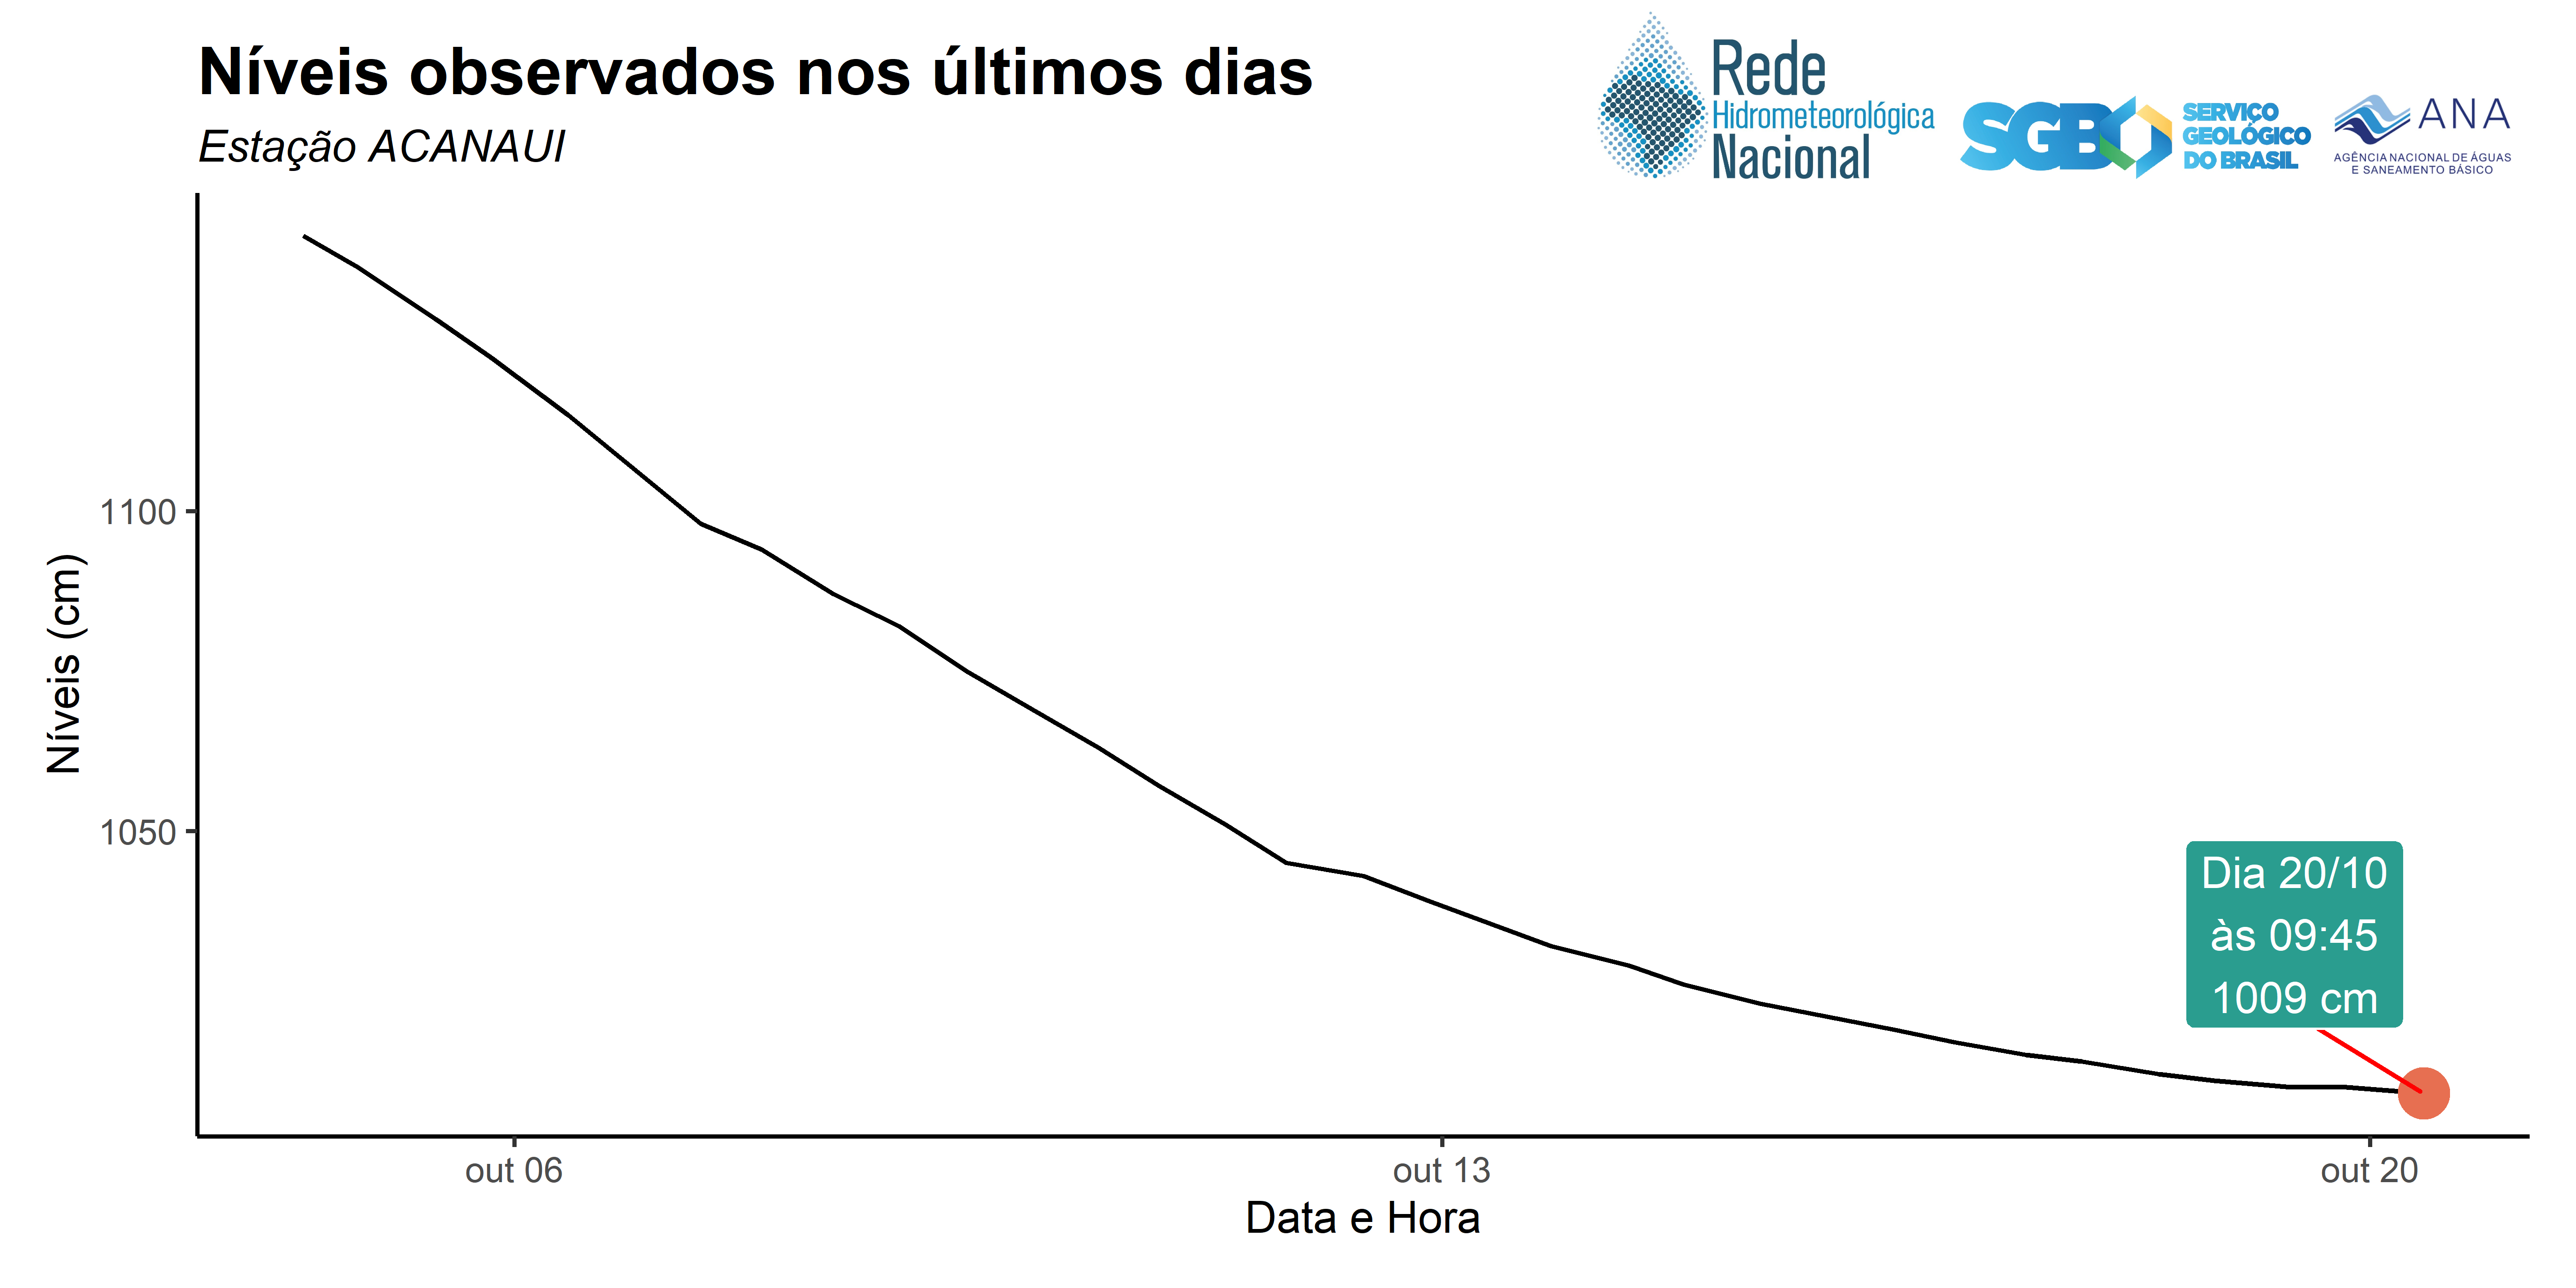 Níveis observados nos últimos dias
Estação ACANAUI
Rede
Hidrometeorológica
Nacional
SGB
SERVIÇO
GEOLÓGICO
DO BRASIL
ANA
AGÊNCIA NACIONAL DE ÁGUAS
E SANEAMENTO BÁSICO
Níveis (cm)
1100
1050
Dia 20/10
às 09:45
1009 cm
out 06
out 13
out 20
Data e Hora